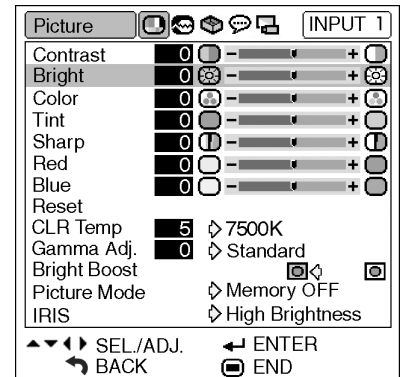 Picture INPUT 1
Contrast 0 - +
Bright 0 - +
Color 0 - +
Tint 0 - +
Sharp 0 - +
Red 0 - +
Blue 0 - +
Reset
CLR Temp 5 7500K
Gamma Adj. 0 Standard
Bright Boost
Picture Mode Memory OFF
IRIS High Brightness
SEL./ADJ. ENTER
BACK END